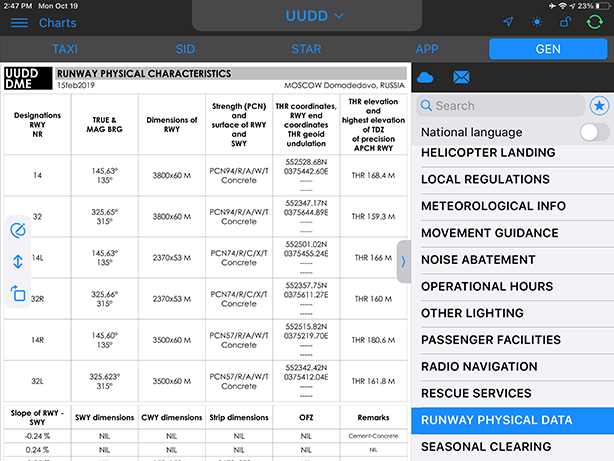 2:47 PM Mon Oct 19
23%
Charts
UUDD
TAXI SID STAR APP GEN
UUDD
DME
RUNWAY PHYSICAL CHARACTERISTICS
15feb2019
MOSCOW Domodedovo, RUSSIA
Designations
RWY
NR
TRUE &
MAG BRG
Dimensions of
RWY
Strength (PCN)
and
surface of RWY
and
SWY
THR coordinates,
RWY end
coordinates
THR geoid
undulation
THR elevation
and
highest elevation
of TDZ
of precision
APCH RWY
14
145,63°
135°
3800x60 M
PCN94/R/A/W/T
Concrete
552528.68N
0375442.60E
-----
-----
THR 168.4 M
32
325,65°
315°
3800x60 M
PCN94/R/A/W/T
Concrete
552347.17N
0375644.89E
-----
-----
THR 159.3 M
14L
145,63°
135°
2370x53 M
PCN74/R/C/X/T
Concrete
552501.02N
0375455.24E
-----
-----
THR 166 M
32R
325,66°
315°
2370x53 M
PCN74/R/C/X/T
Concrete
552357.75N
0375611.27E
-----
-----
THR 160 M
14R
145,60°
135°
3500x60 M
PCN57/R/A/W/T
Concrete
552515,82N
0375219.70E
-----
-----
THR 180.6 M
32L
325,623°
315°
3500x60 M
PCN57/R/A/W/T
Concrete
552342,42N
0375412.04E
-----
-----
THR 161.8 M
Slope of RWY -
SWY
SWY dimensions
CWY dimensions
Strip dimensions
OFZ
Remarks
-0.24 % NIL NIL NIL NIL Cement-Concrete
0.24 % NIL NIL NIL NIL NIL
Search
National language
HELICOPTER LANDING
LOCAL REGULATIONS
METEOROLOGICAL INFO
MOVEMENT GUIDANCE
NOISE ABATEMENT
OPERATIONAL HOURS
OTHER LIGHTING
PASSENGER FACILITIES
RADIO NAVIGATION
RESCUE SERVICES
RUNWAY PHYSICAL DATA
SEASONAL CLEARING